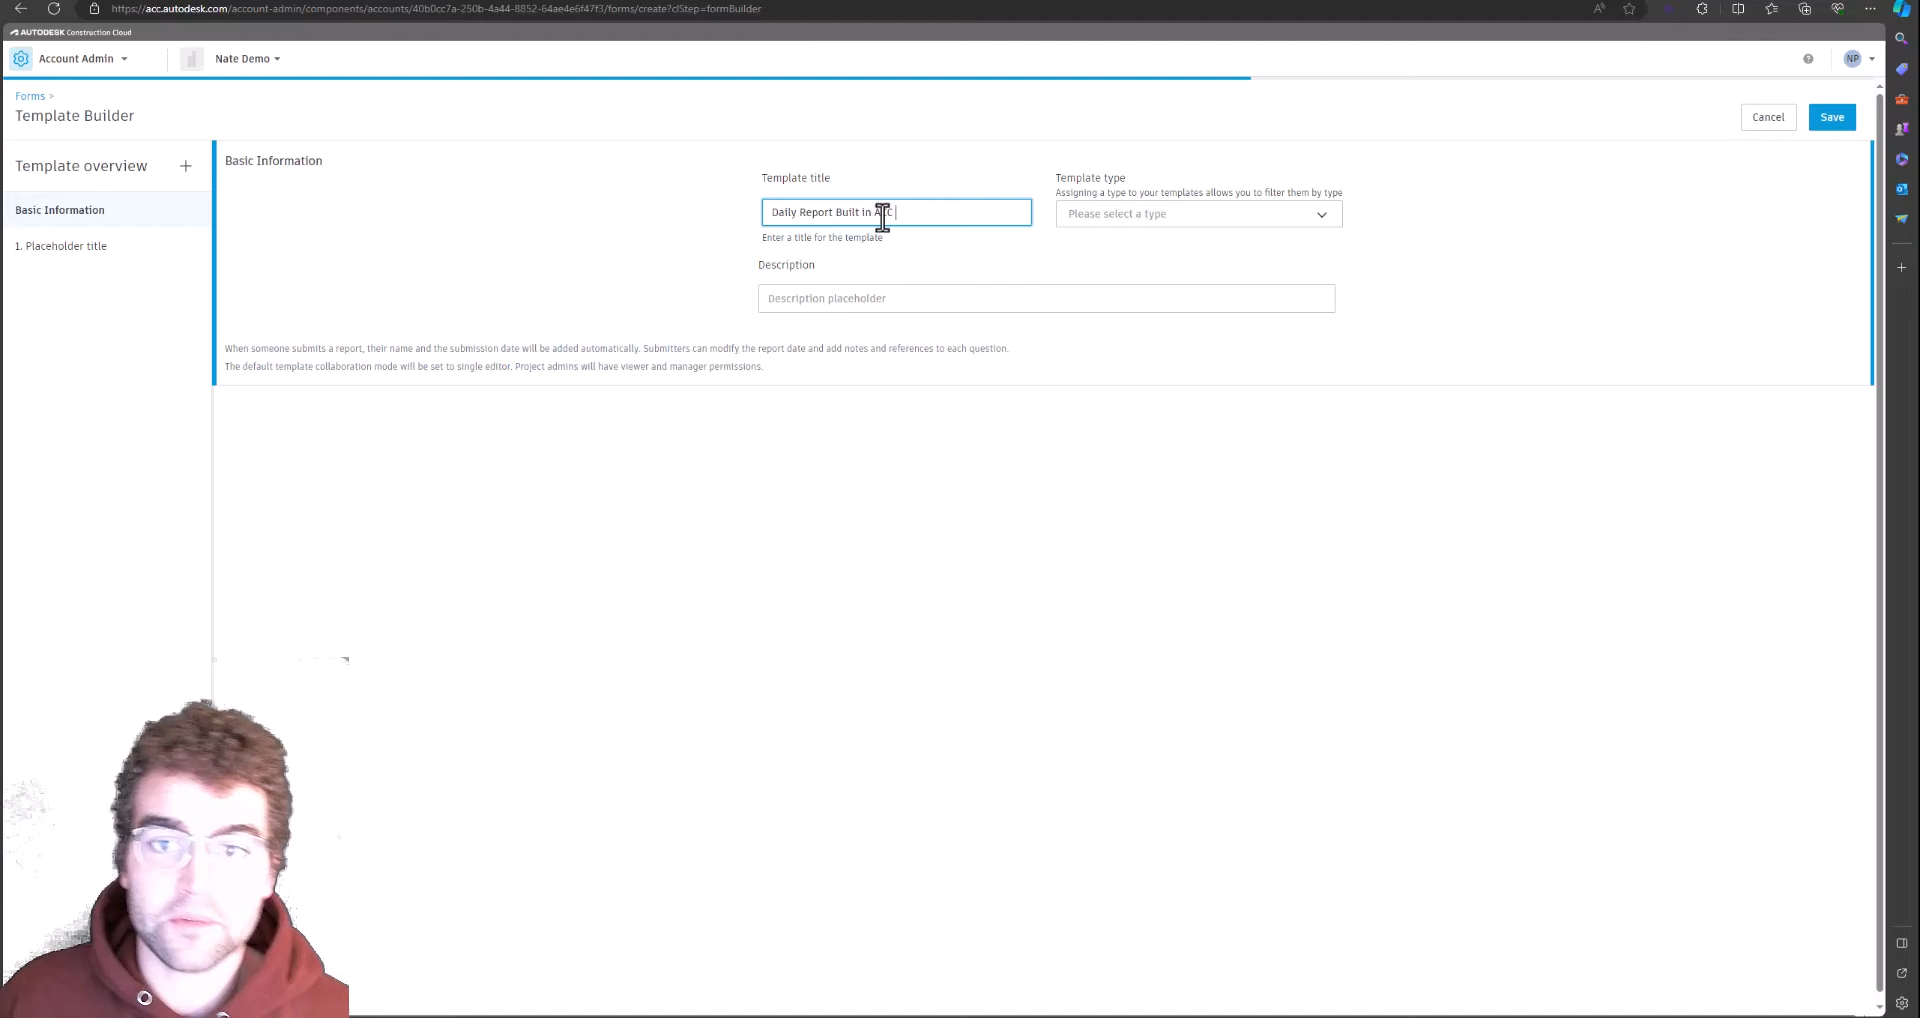 https://acc.autodesk.com/account-admin/components/accounts/40b0cc7a-250b-4a44-8852-64ae4e6f47f3/forms/create?clStep=formBuilder
AUTODESK Construction Cloud
Account Admin
Nate Demo
NP
Forms >
Template Builder
Cancel
Save
Template overview
Basic Information
1. Placeholder title
Basic Information
Template title
Daily Report Built in ACC
Enter a title for the template
Template type
Assigning a type to your templates allows you to filter them by type
Please select a type
Description
Description placeholder
When someone submits a report, their name and the submission date will be added automatically. Submitters can modify the report date and add notes and references to each question.
The default template collaboration mode will be set to single editor. Project admins will have viewer and manager permissions.